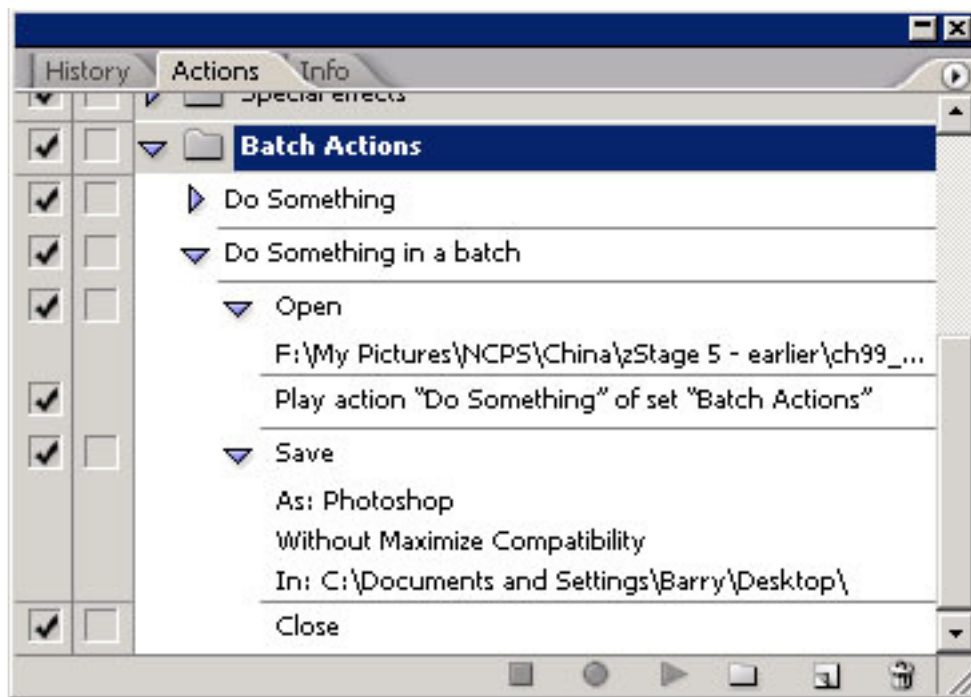 History Actions Info
Special effects
Batch Actions
Do Something
Do Something in a batch
Open
F:\My Pictures\NCPS\China\zStage 5 - earlier\ch99_...
Play action "Do Something" of set "Batch Actions"
Save
As: Photoshop
Without Maximize Compatibility
In: C:\Documents and Settings\Barry\Desktop\
Close